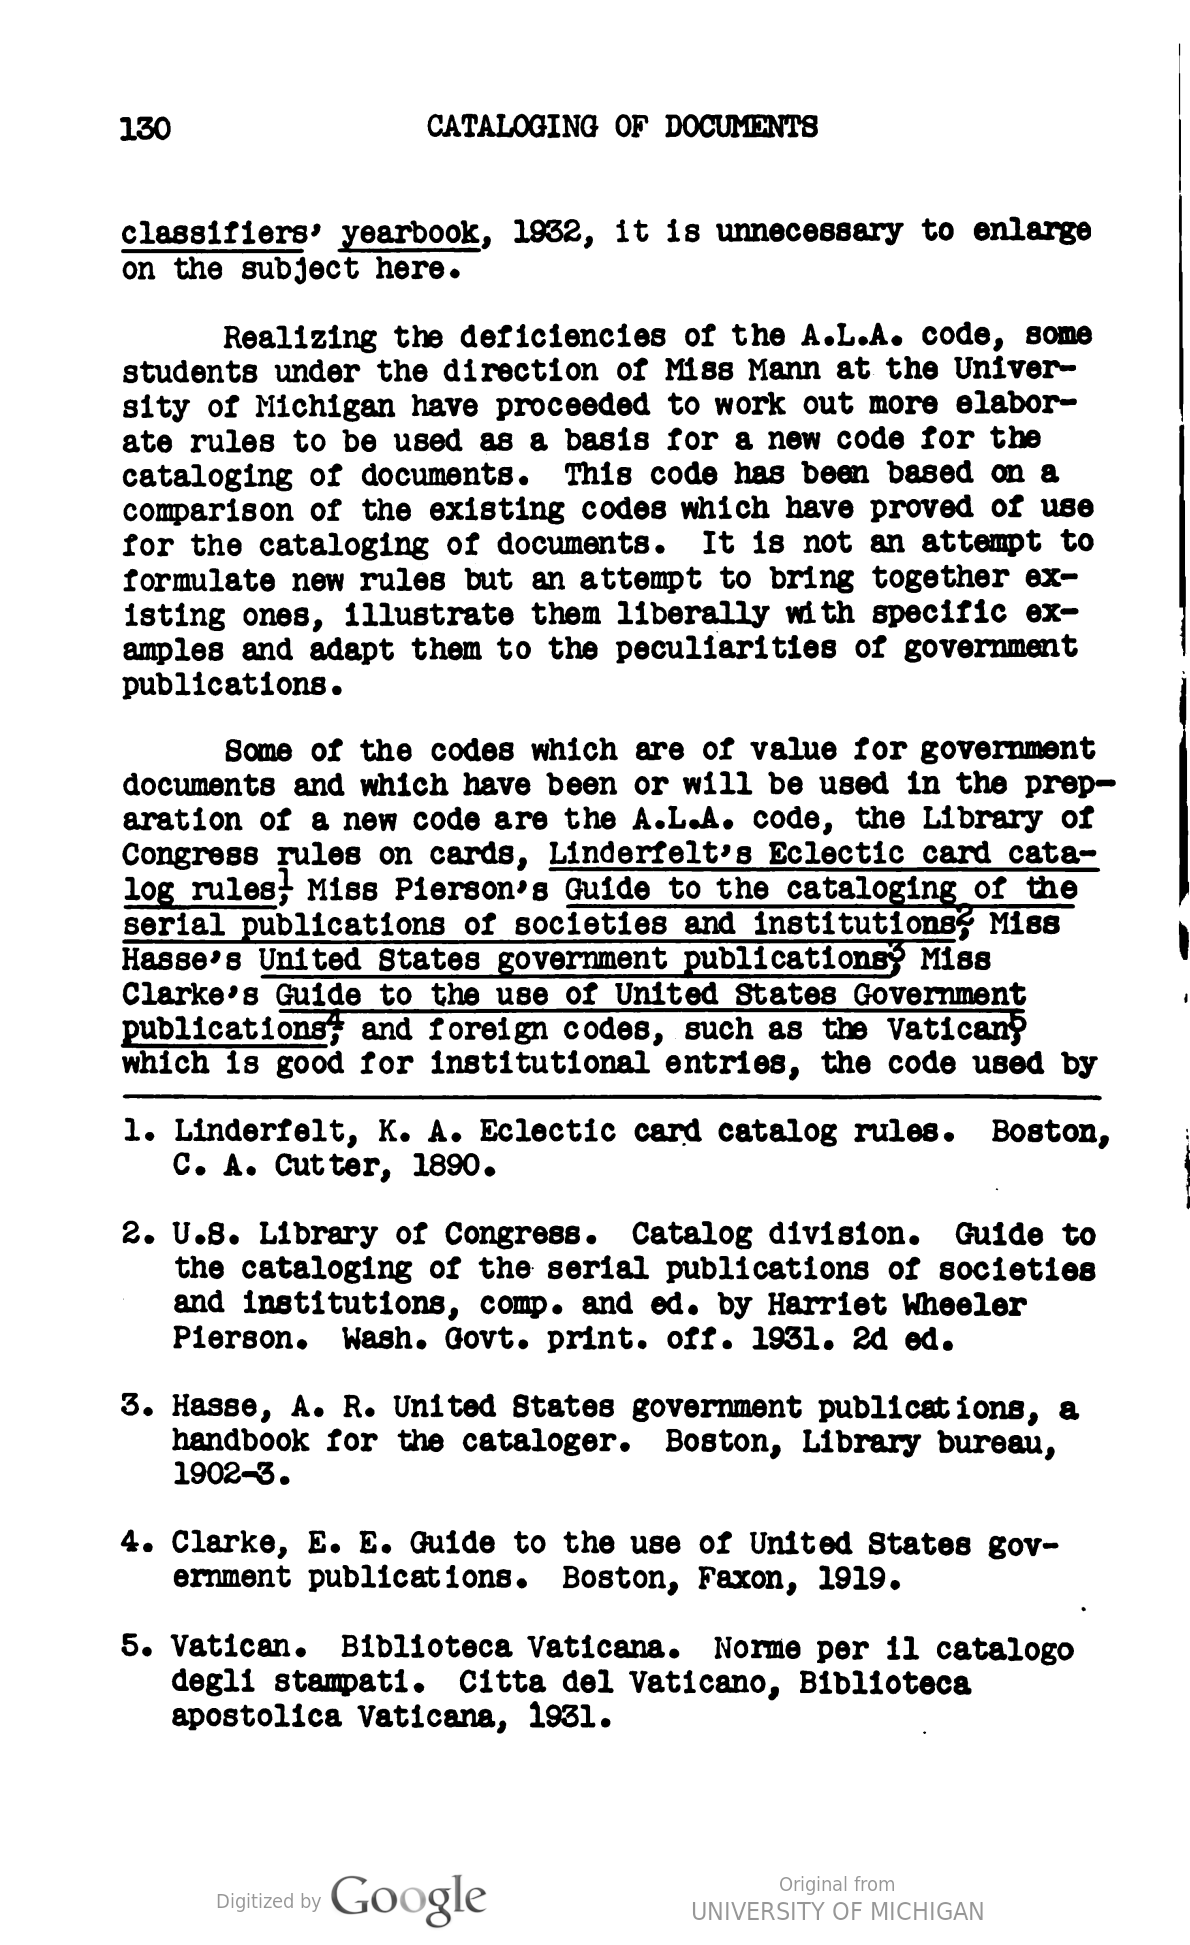 130 CATALOGING OF DOCUMENTS
classifiers' yearbook, 1932, it is unnecessary to enlarge
on the subject here.
Realizing the deficiencies of the A.L.A. code, some
students under the direction of Miss Mann at the Univer-
sity of Michigan have proceeded to work out more elabor-
ate rules to be used as a basis for a new code for the
cataloging of documents. This code has been based on a
comparison of the existing codes which have proved of use
for the cataloging of documents. It is not an attempt to
formulate new rules but an attempt to bring together ex-
isting ones, illustrate them liberally with specific ex-
amples and adapt them to the peculiarities of government
publications.
Some of the codes which are of value for government
documents and which have been or will be used in the prep-
aration of a new code are the A.L.A. code, the Library of
Congress rules on cards, Linderfelt's Eclectic card cata-
log rules,1 Miss Pierson's Guide to the cataloging of the
serial publications of societies and institutions,2 Miss
Hasse's United States government publications,3 Miss
Clarke's Guide to the use of United States Government
publications,4 and foreign codes, such as the Vatican,5
which is good for institutional entries, the code used by
1. Linderfelt, K. A. Eclectic card catalog rules. Boston,
C. A. Cutter, 1890.
2. U.S. Library of Congress. Catalog division. Guide to
the cataloging of the serial publications of societies
and institutions, comp. and ed. by Harriet Wheeler
Pierson. Wash. Govt. print. off. 1931. 2d ed.
3. Hasse, A. R. United States government publications, a
handbook for the cataloger. Boston, Library bureau,
1902-3.
4. Clarke, E. E. Guide to the use of United States gov-
ernment publications. Boston, Faxon, 1919.
5. Vatican. Biblioteca Vaticana. Norme per il catalogo
degli stampati. Citta del Vaticano, Biblioteca
apostolica Vaticana, 1931.
Digitized by Google
Original from
UNIVERSITY OF MICHIGAN